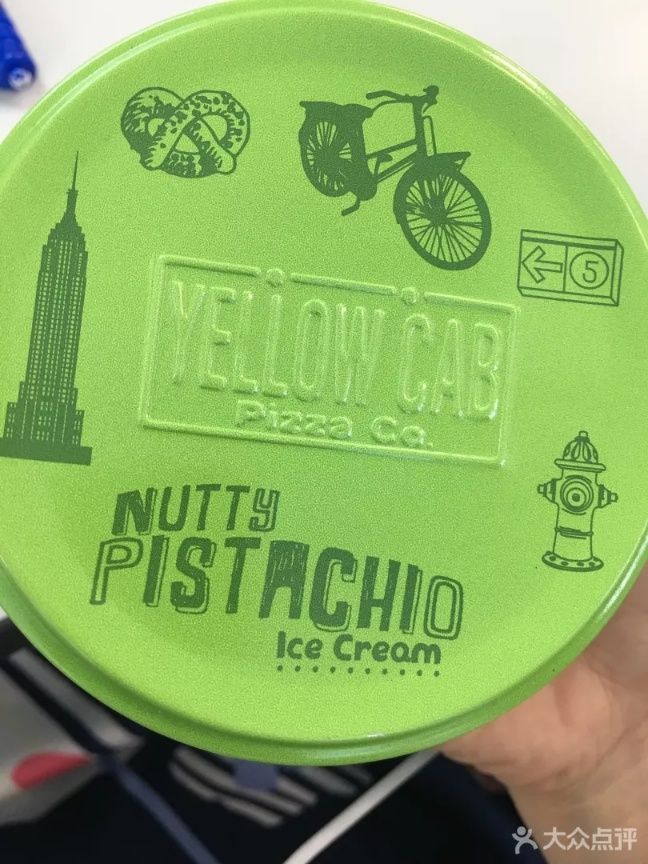 5
YELLOW CAB
Pizza Co.
NUTTY
PISTACHIO
Ice Cream
大众点评